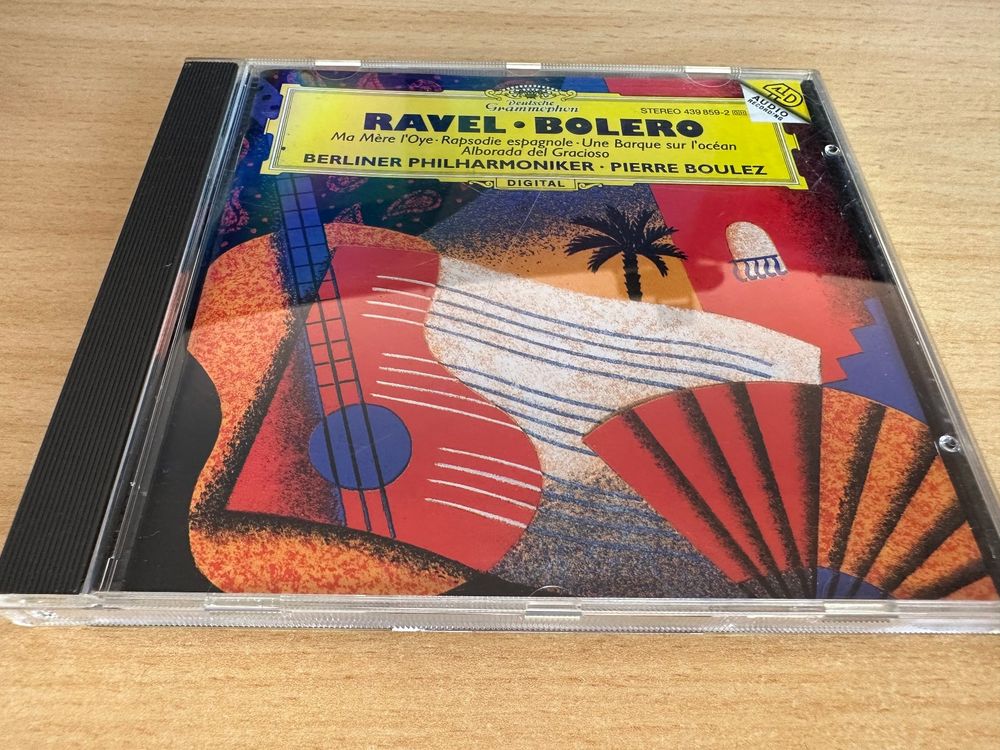 Deutsche
Grammophon
STEREO 439 859-2
4D
AUDIO
RECORDING
RAVEL · BOLERO
Ma Mère l'Oye · Rapsodie espagnole · Une Barque sur l'océan
Alborada del Gracioso
BERLINER PHILHARMONIKER · PIERRE BOULEZ
DIGITAL